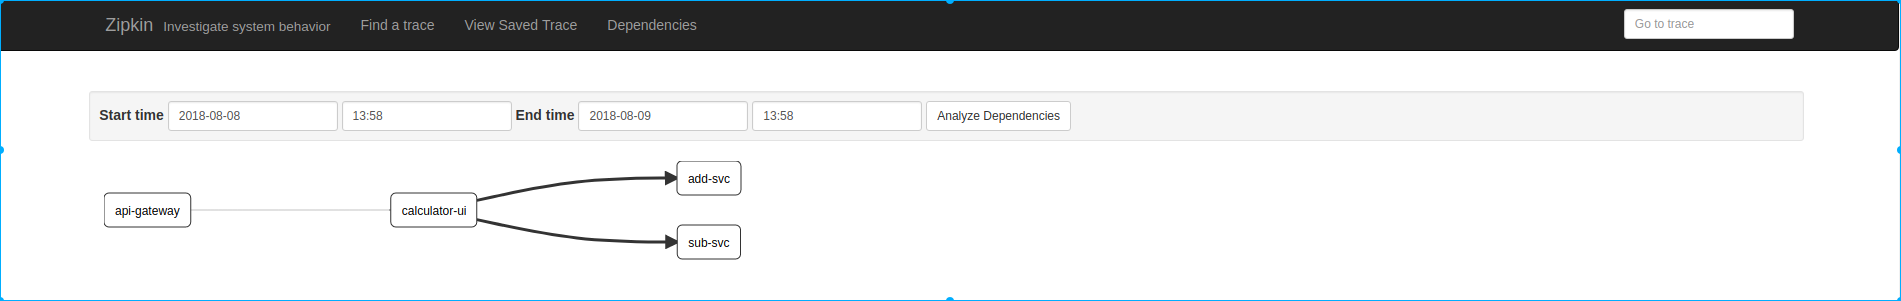 Zipkin Investigate system behavior Find a trace View Saved Trace Dependencies Go to trace
Start time 2018-08-08 13:58 End time 2018-08-09 13:58 Analyze Dependencies
add-svc
api-gateway calculator-ui
sub-svc